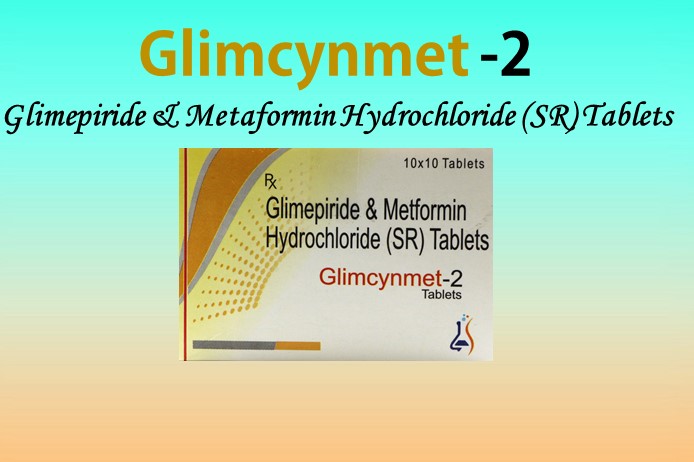 Glimcynmet -2
Glimepiride & Metaformin Hydrochloride (SR) Tablets
10x10 Tablets
Rx
Glimepiride & Metformin
Hydrochloride (SR) Tablets
Glimcynmet-2
Tablets